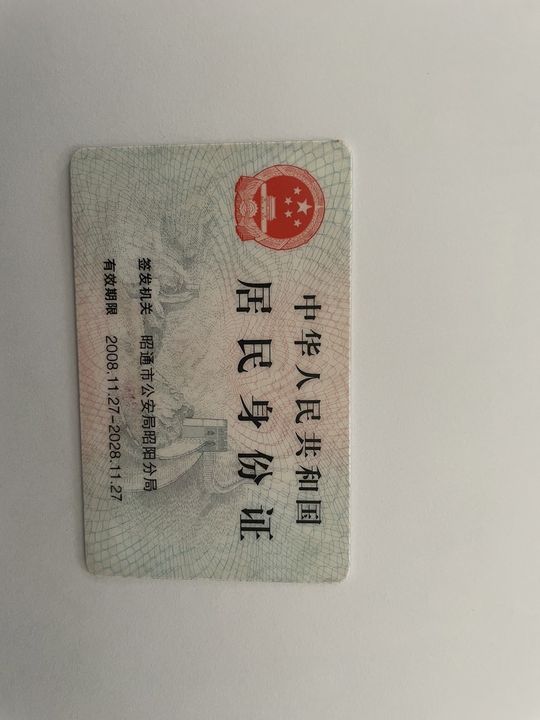 中华人民共和国
居民身份证
签发机关 昭通市公安局昭阳分局
有效期限 2008.11.27-2028.11.27